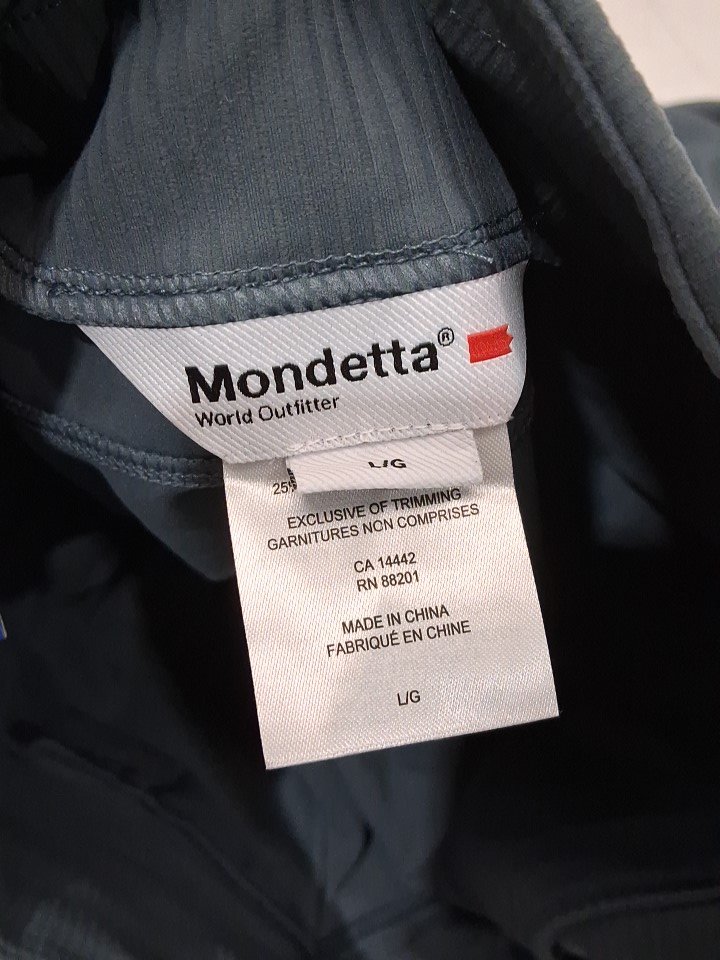 Mondetta®
World Outfitter
L/G
25%
EXCLUSIVE OF TRIMMING
GARNITURES NON COMPRISES
CA 14442
RN 88201
MADE IN CHINA
FABRIQUÉ EN CHINE
L/G